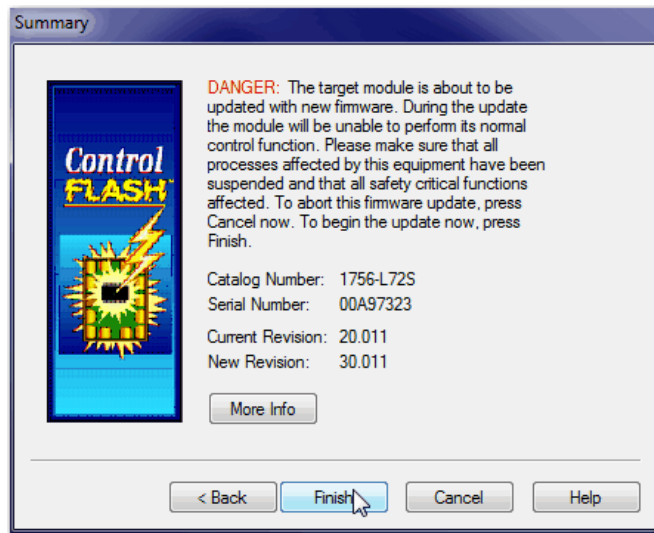 Summary
Control
FLASH
DANGER: The target module is about to be
updated with new firmware. During the update
the module will be unable to perform its normal
control function. Please make sure that all
processes affected by this equipment have been
suspended and that all safety critical functions
affected. To abort this firmware update, press
Cancel now. To begin the update now, press
Finish.
Catalog Number: 1756-L72S
Serial Number: 00A97323
Current Revision: 20.011
New Revision: 30.011
More Info
< Back Finish Cancel Help